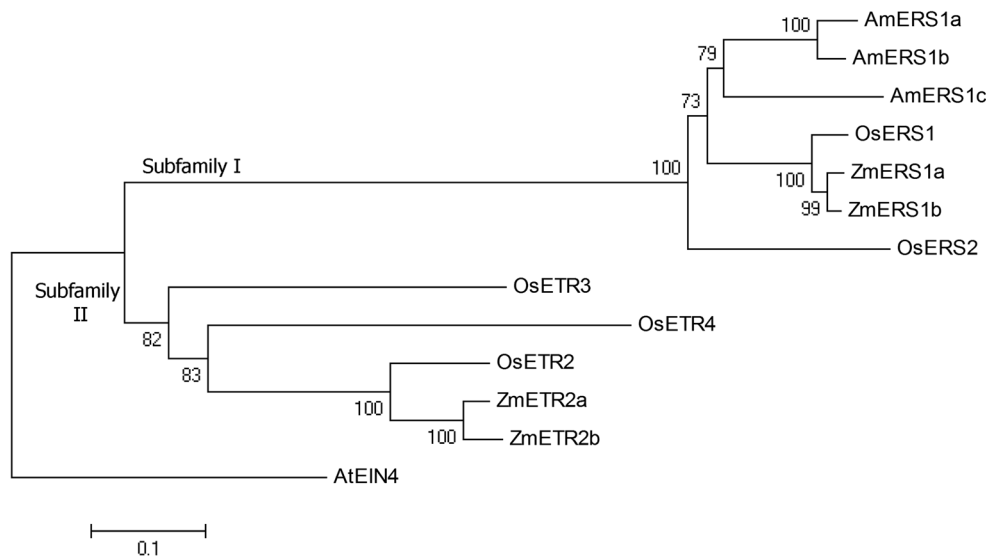 AmERS1a
100
AmERS1b
79
AmERS1c
73
OsERS1
Subfamily I
100
ZmERS1a
100
99
ZmERS1b
OsERS2
OsETR3
Subfamily
II
OsETR4
82
OsETR2
83
ZmETR2a
100
100
ZmETR2b
AtEIN4
0.1